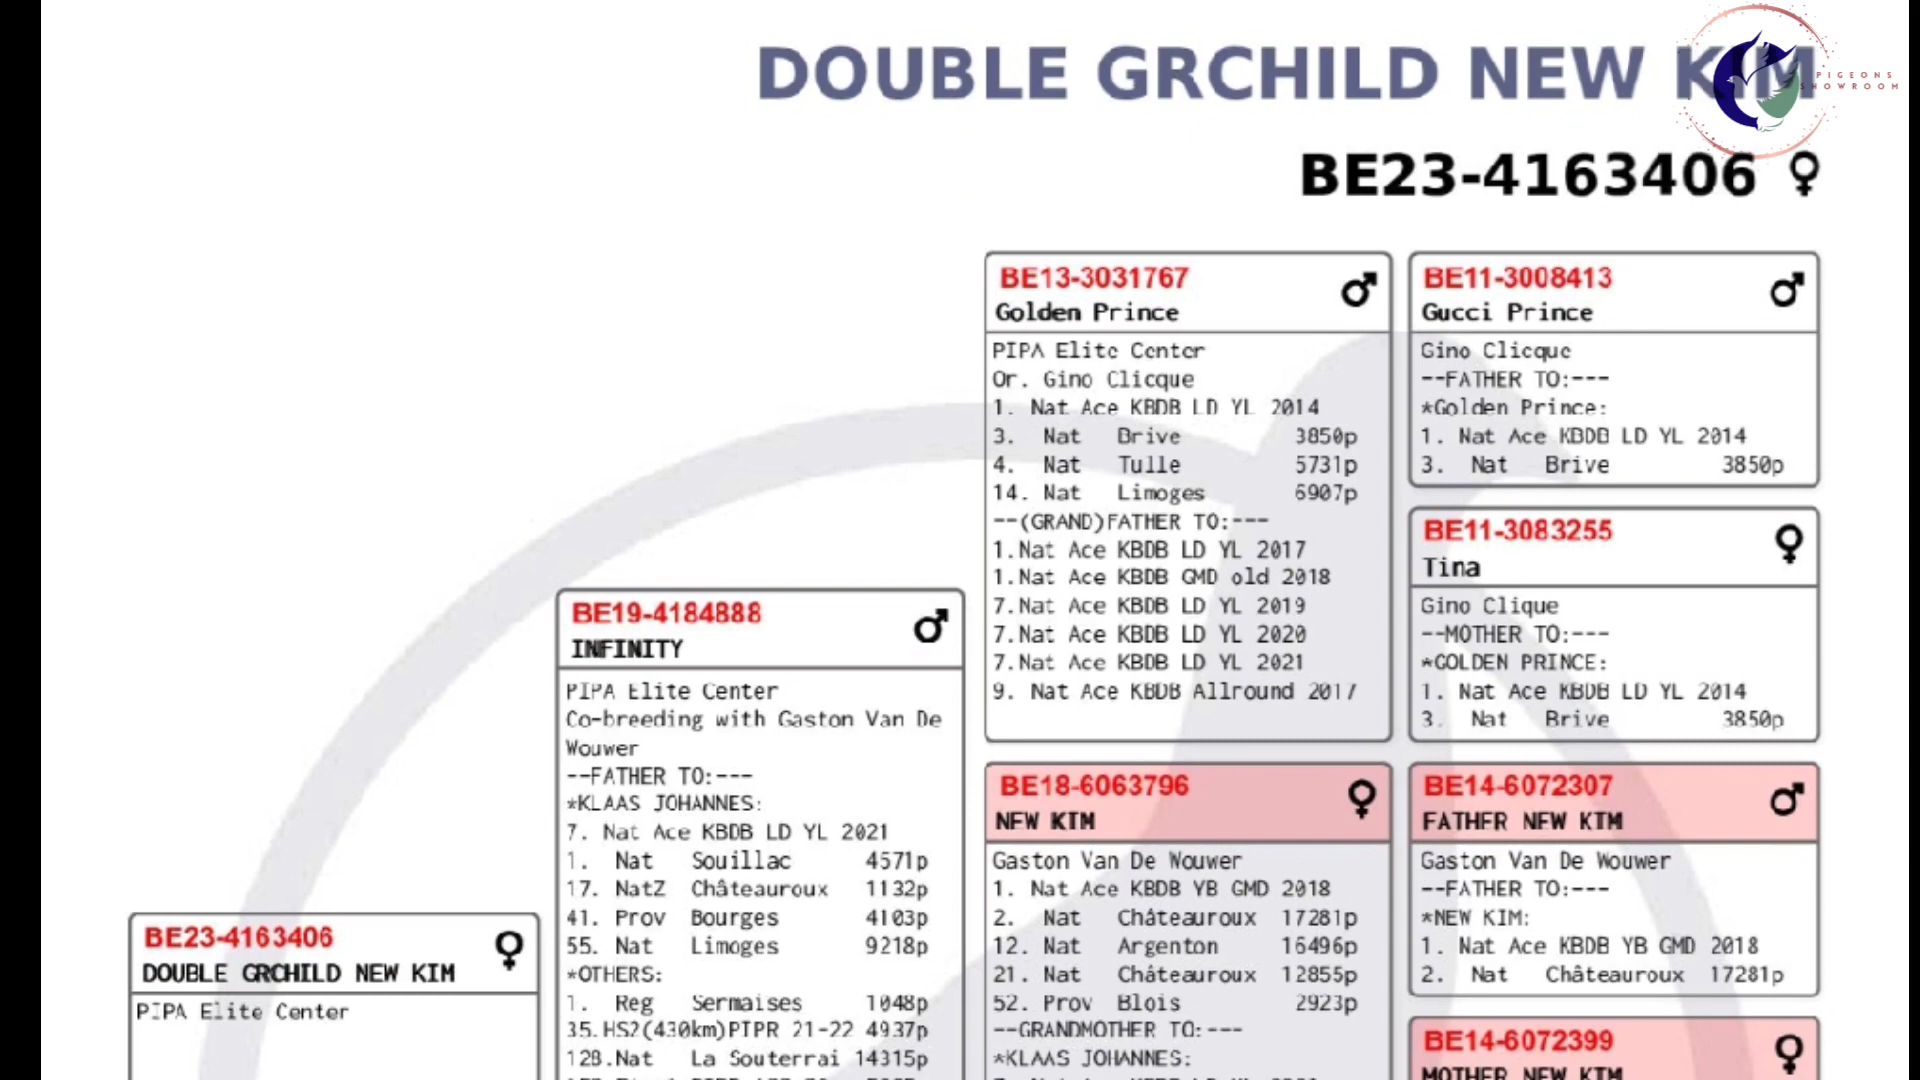 DOUBLE GRCHILD NEW KIM
PIGEONS
SHOWROOM
BE23-4163406 ♀
BE13-3031767 ♂
Golden Prince
PIPA Elite Center
Or. Gino Clicque
1. Nat Ace KBDB LD YL 2014
3. Nat Brive 3850p
4. Nat Tulle 5731p
14. Nat Limoges 6907p
--(GRAND)FATHER TO:---
1.Nat Ace KBDB LD YL 2017
1.Nat Ace KBDB GMD old 2018
7.Nat Ace KBDB LD YL 2019
7.Nat Ace KBDB LD YL 2020
7.Nat Ace KBDB LD YL 2021
9. Nat Ace KBDB Allround 2017
BE11-3008413 ♂
Gucci Prince
Gino Clicque
--FATHER TO:---
*Golden Prince:
1. Nat Ace KBDB LD YL 2014
3. Nat Brive 3850p
BE11-3083255 ♀
Tina
Gino Clique
--MOTHER TO:---
*GOLDEN PRINCE:
1. Nat Ace KBDB LD YL 2014
3. Nat Brive 3850p
BE19-4184888 ♂
INFINITY
PIPA Elite Center
Co-breeding with Gaston Van De
Wouwer
--FATHER TO:---
*KLAAS JOHANNES:
7. Nat Ace KBDB LD YL 2021
1. Nat Souillac 4571p
17. NatZ Châteauroux 1132p
41. Prov Bourges 4103p
55. Nat Limoges 9218p
*OTHERS:
1. Reg Sermaises 1048p
35.HS2(430km)PIPR 21-22 4937p
128.Nat La Souterrai 14315p
BE18-6063796 ♀
NEW KIM
Gaston Van De Wouwer
1. Nat Ace KBDB YB GMD 2018
2. Nat Châteauroux 17281p
12. Nat Argenton 16496p
21. Nat Châteauroux 12855p
52. Prov Blois 2923p
--GRANDMOTHER TO:---
*KLAAS JOHANNES:
BE14-6072307 ♂
FATHER NEW KIM
Gaston Van De Wouwer
--FATHER TO:---
*NEW KIM:
1. Nat Ace KBDB YB GMD 2018
2. Nat Châteauroux 17281p
BE14-6072399 ♀
MOTHER NEW KIM
BE23-4163406 ♀
DOUBLE GRCHILD NEW KIM
PIPA Elite Center